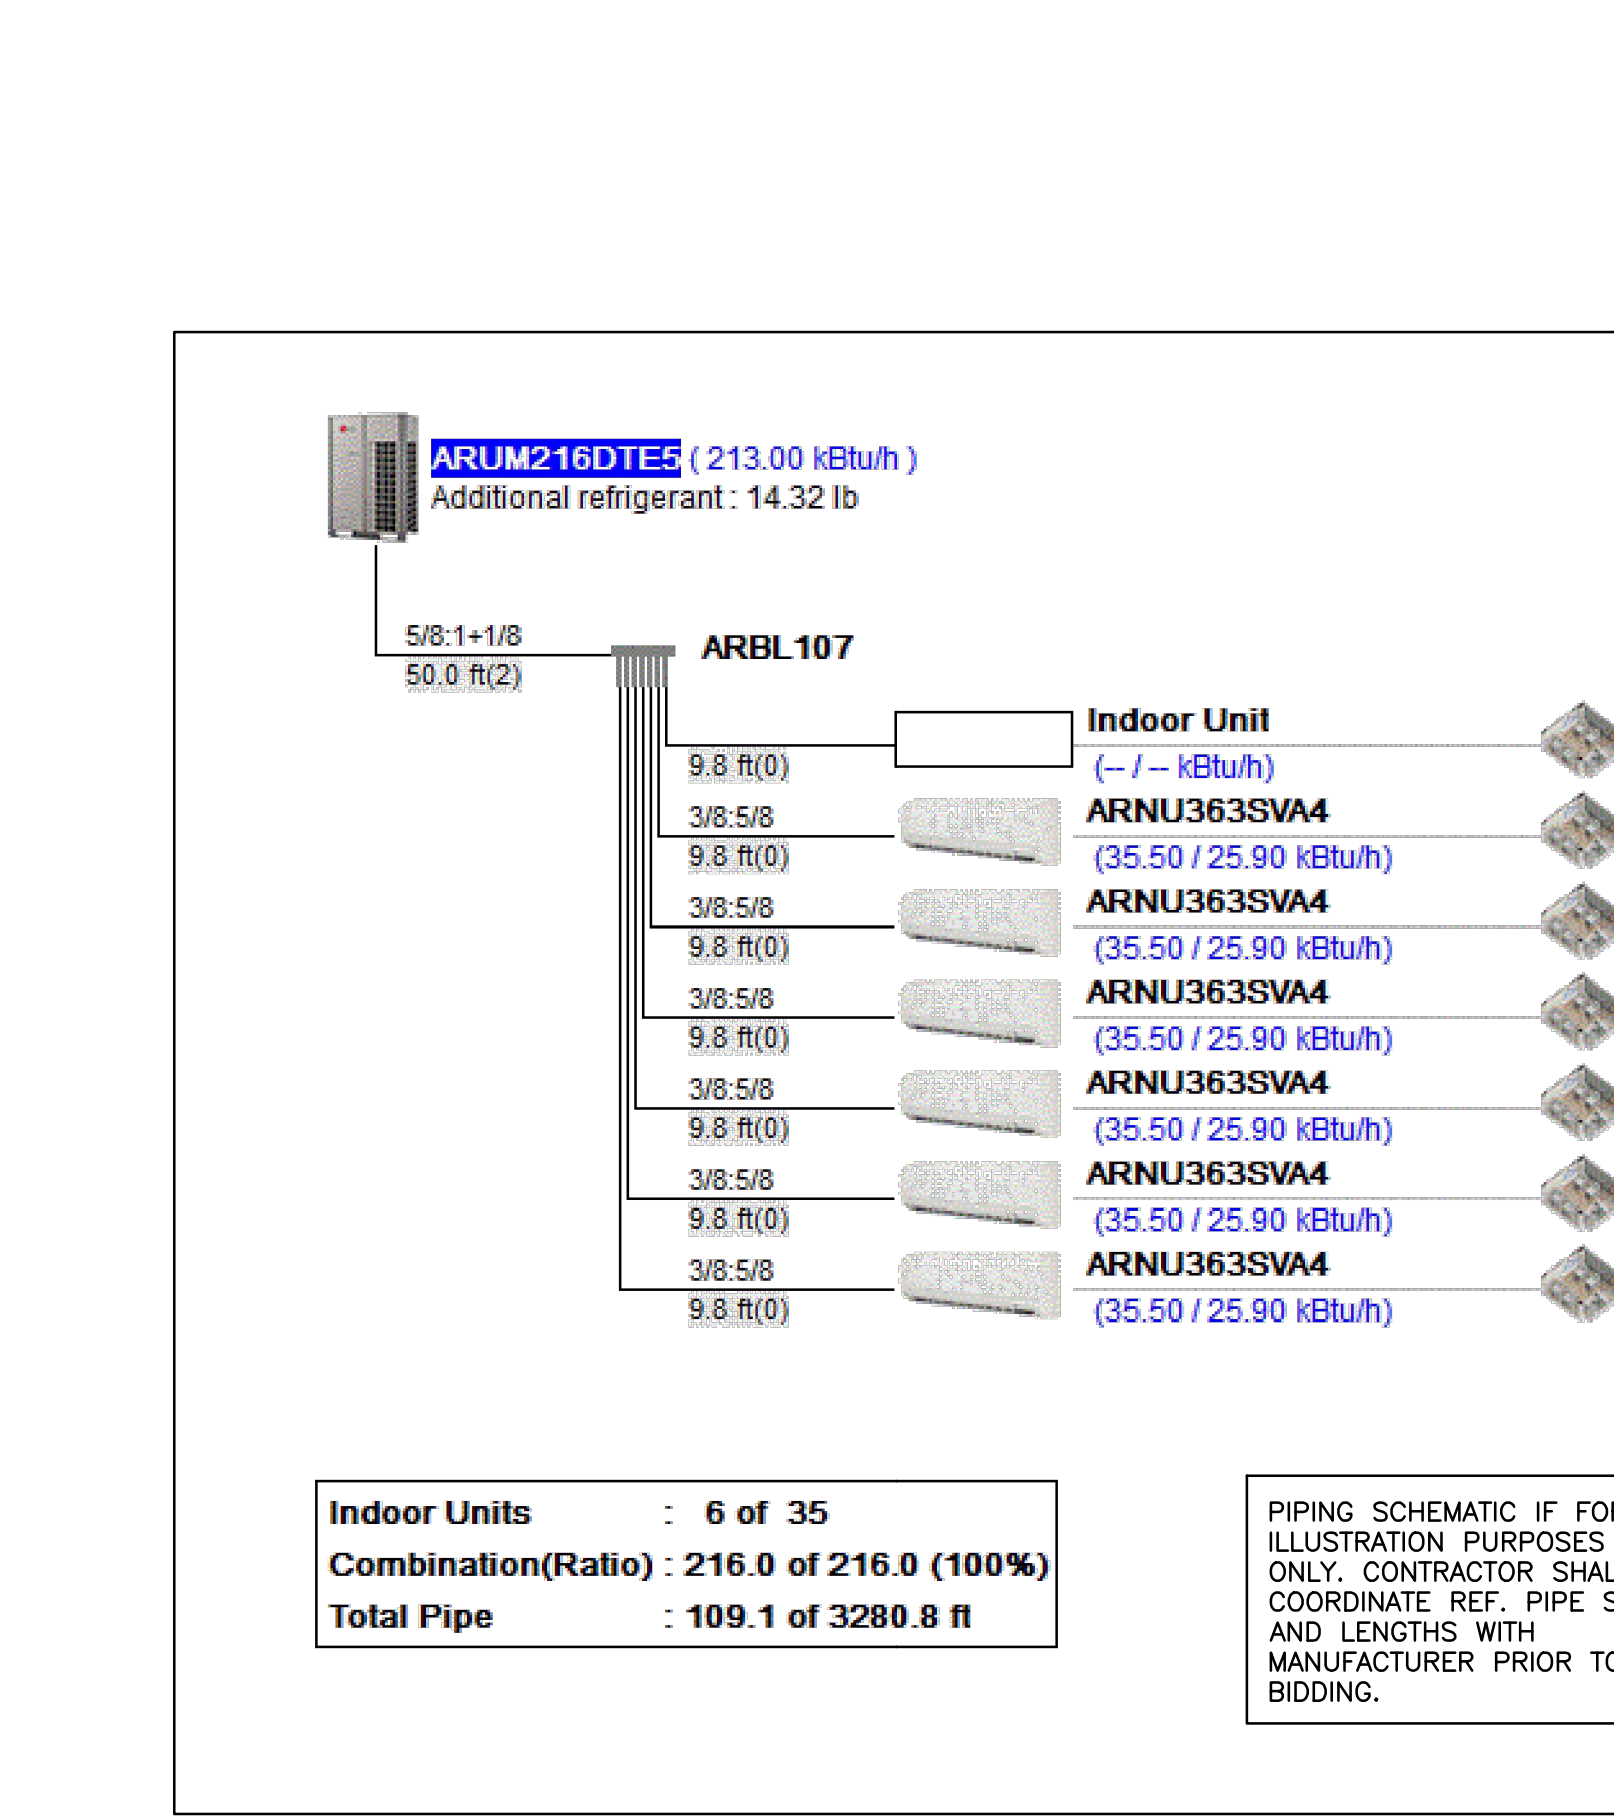 ARUM216DTE5 ( 213.00 kBtu/h )
Additional refrigerant : 14.32 lb
5/8:1+1/8
50.0 ft(2)
ARBL107
Indoor Unit
9.8 ft(0)
(-- / -- kBtu/h)
3/8:5/8
ARNU363SVA4
9.8 ft(0)
(35.50 / 25.90 kBtu/h)
3/8:5/8
ARNU363SVA4
9.8 ft(0)
(35.50 / 25.90 kBtu/h)
3/8:5/8
ARNU363SVA4
9.8 ft(0)
(35.50 / 25.90 kBtu/h)
3/8:5/8
ARNU363SVA4
9.8 ft(0)
(35.50 / 25.90 kBtu/h)
3/8:5/8
ARNU363SVA4
9.8 ft(0)
(35.50 / 25.90 kBtu/h)
3/8:5/8
ARNU363SVA4
9.8 ft(0)
(35.50 / 25.90 kBtu/h)
Indoor Units : 6 of 35
Combination(Ratio) : 216.0 of 216.0 (100%)
Total Pipe : 109.1 of 3280.8 ft
PIPING SCHEMATIC IF
ILLUSTRATION PURPOSES
ONLY. CONTRACTOR
COORDINATE REF. PIPE
AND LENGTHS WITH
MANUFACTURER PRIOR
BIDDING.